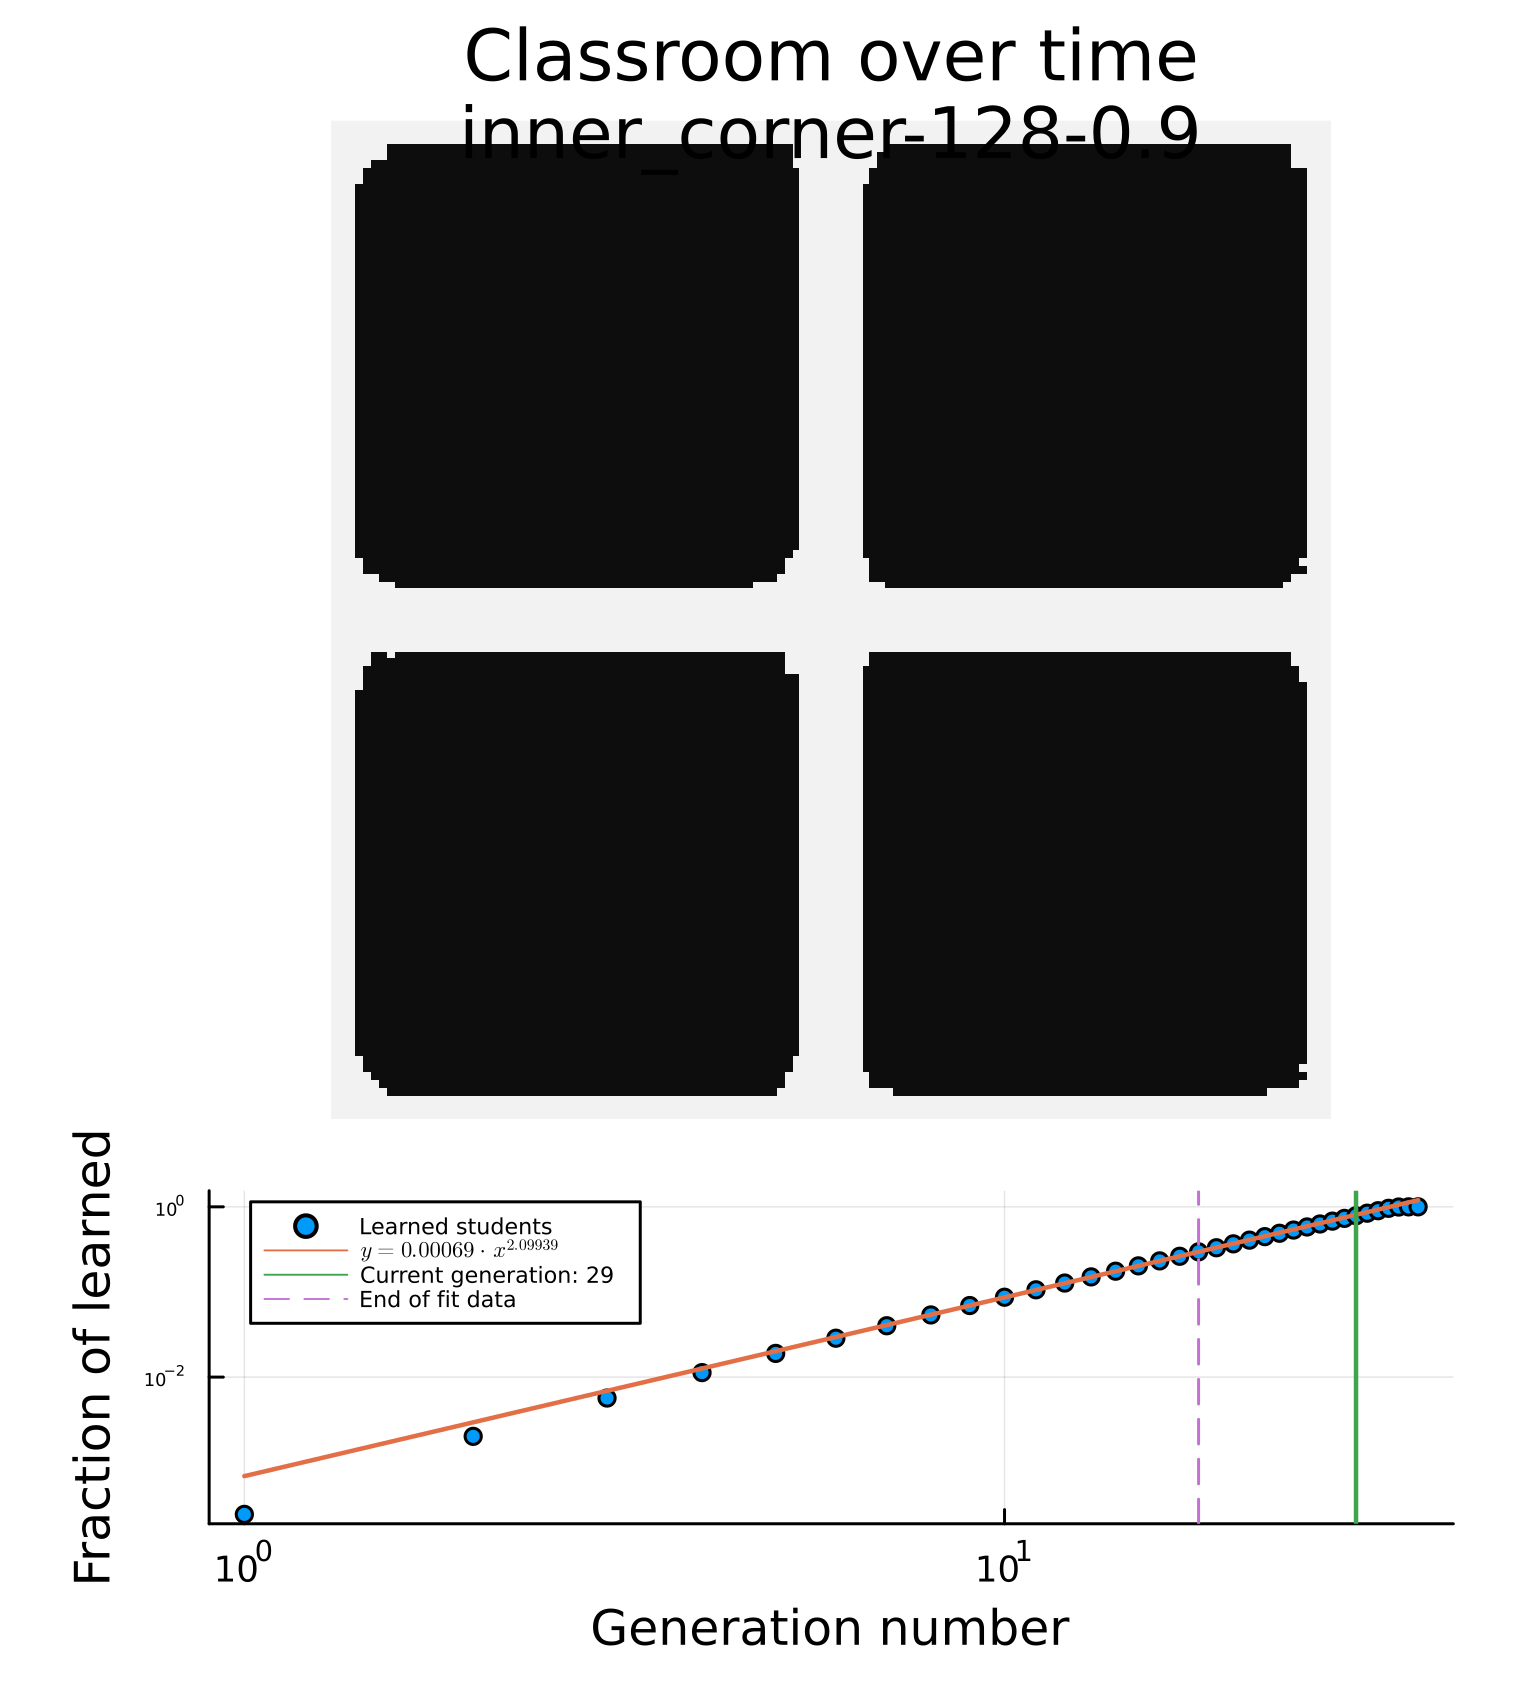 Classroom over time
inner_corner-128-0.9
Fraction of learned
10⁰
10⁻²
Learned students
y = 0.00069 · x^2.09939
Current generation: 29
End of fit data
10⁰
10¹
Generation number